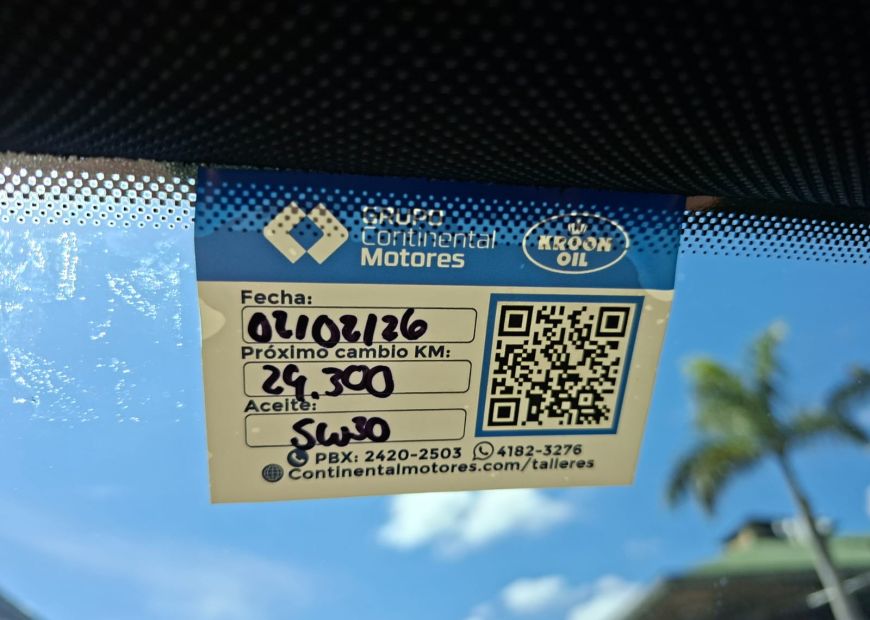 GRUPO
Continental
Motores
KROON
OIL
Fecha:
02/02/26
Próximo cambio KM:
29.300
Aceite:
5W30
PBX: 2420-2503 4182-3276
Continentalmotores.com/talleres